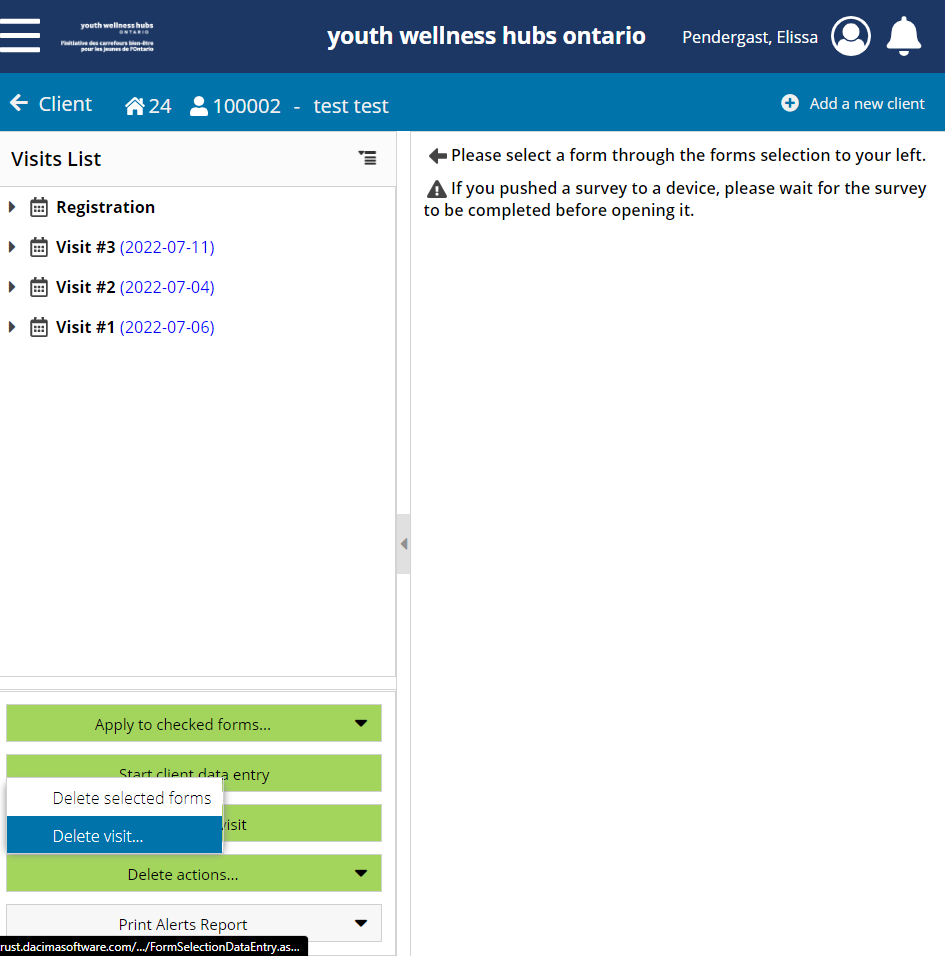 youth wellness hubs
ONTARIO
l'initiative des carrefours bien-être
pour les jeunes de l'Ontario
youth wellness hubs ontario
Pendergast, Elissa
Client
24
100002 - test test
Add a new client
Visits List
Registration
Visit #3 (2022-07-11)
Visit #2 (2022-07-04)
Visit #1 (2022-07-06)
Please select a form through the forms selection to your left.
If you pushed a survey to a device, please wait for the survey
to be completed before opening it.
Apply to checked forms...
Start client data entry
Delete selected forms
visit
Delete visit...
Delete actions...
Print Alerts Report
rust.dacimasoftware.com/.../FormSelectionDataEntry.as...